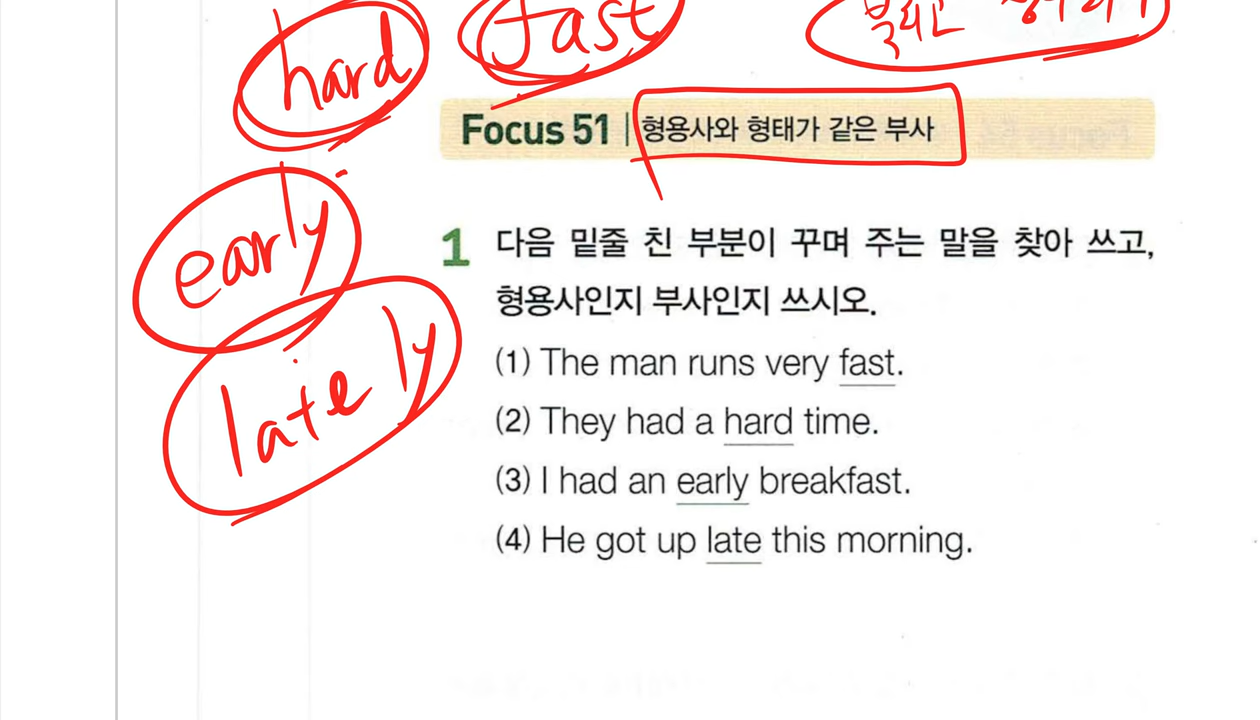 hard fast
Focus 51 | 형용사와 형태가 같은 부사
early
1 다음 밑줄 친 부분이 꾸며 주는 말을 찾아 쓰고,
형용사인지 부사인지 쓰시오.
lately
(1) The man runs very fast.
(2) They had a hard time.
(3) I had an early breakfast.
(4) He got up late this morning.